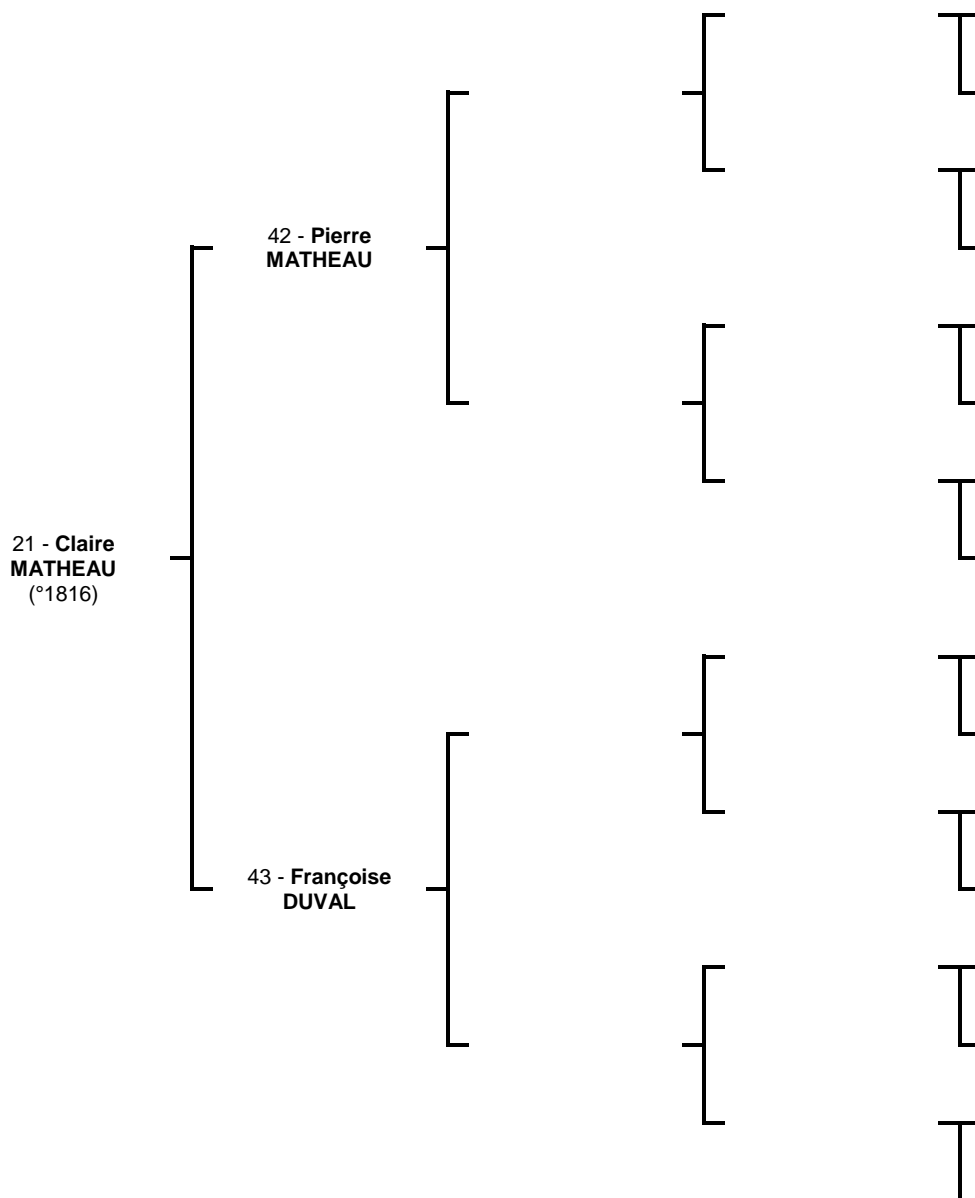 42 - Pierre
MATHEAU
21 - Claire
MATHEAU
(°1816)
43 - Françoise
DUVAL